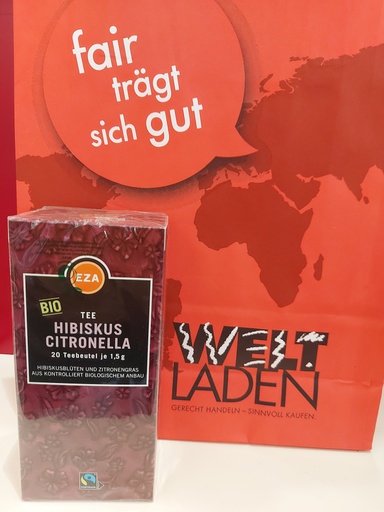 fair
trägt
sich gut
WELT
LADEN
GERECHT HANDELN – SINNVOLL KAUFEN
EZA
BIO
TEE
HIBISKUS
CITRONELLA
20 Teebeutel je 1,5g
HIBISKUSBLÜTEN UND ZITRONENGRAS
AUS KONTROLLIERT BIOLOGISCHEM ANBAU